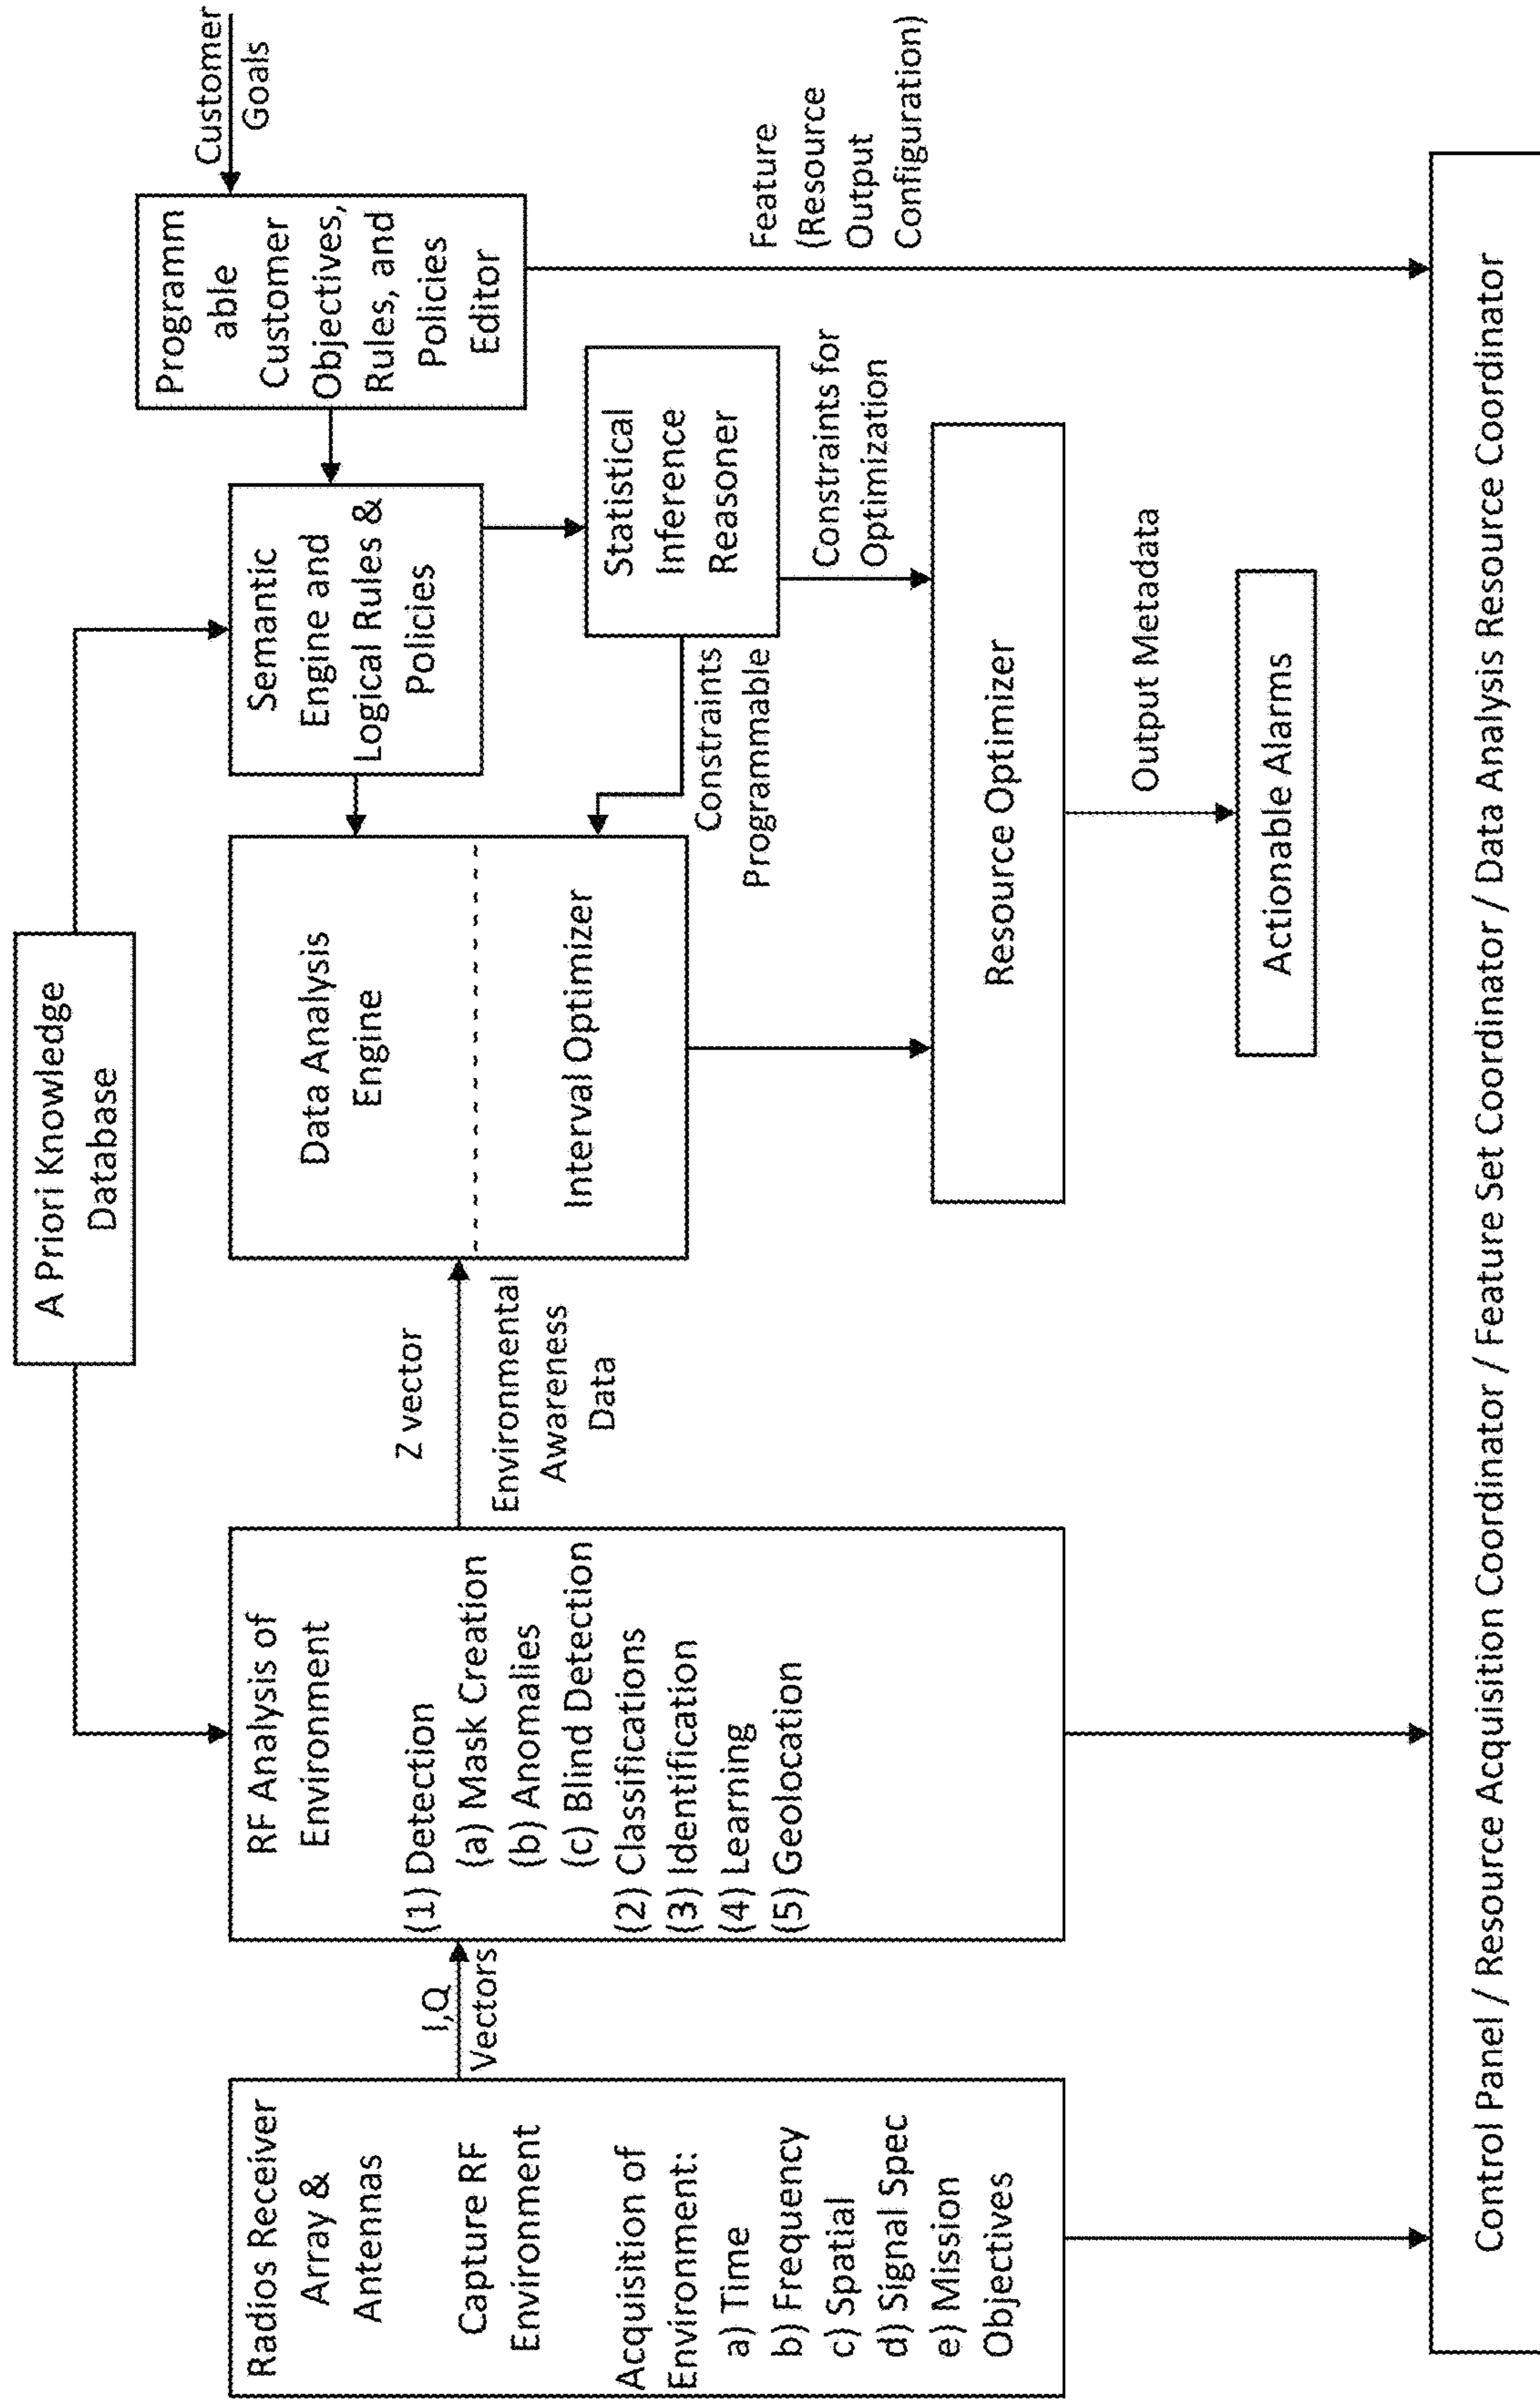 A Priori Knowledge
Database
Radios Receiver
Array &
Antennas
Capture RF
Environment
Acquisition of
Environment:
a) Time
b) Frequency
c) Spatial
d) Signal Spec
e) Mission
Objectives
I,Q
Vectors
RF Analysis of
Environment
(1) Detection
(a) Mask Creation
(b) Anomalies
(c) Blind Detection
(2) Classifications
(3) Identification
(4) Learning
(5) Geolocation
Z vector
Environmental
Awareness
Data
Data Analysis
Engine
Interval Optimizer
Semantic
Engine and
Logical Rules &
Policies
Programm
able
Customer
Objectives,
Rules, and
Policies
Editor
Customer
Goals
Statistical
Inference
Reasoner
Constraints
Programmable
Constraints for
Optimization
Feature
(Resource
Output
Configuration)
Resource Optimizer
Output Metadata
Actionable Alarms
Control Panel / Resource Acquisition Coordinator / Feature Set Coordinator / Data Analysis Resource Coordinator